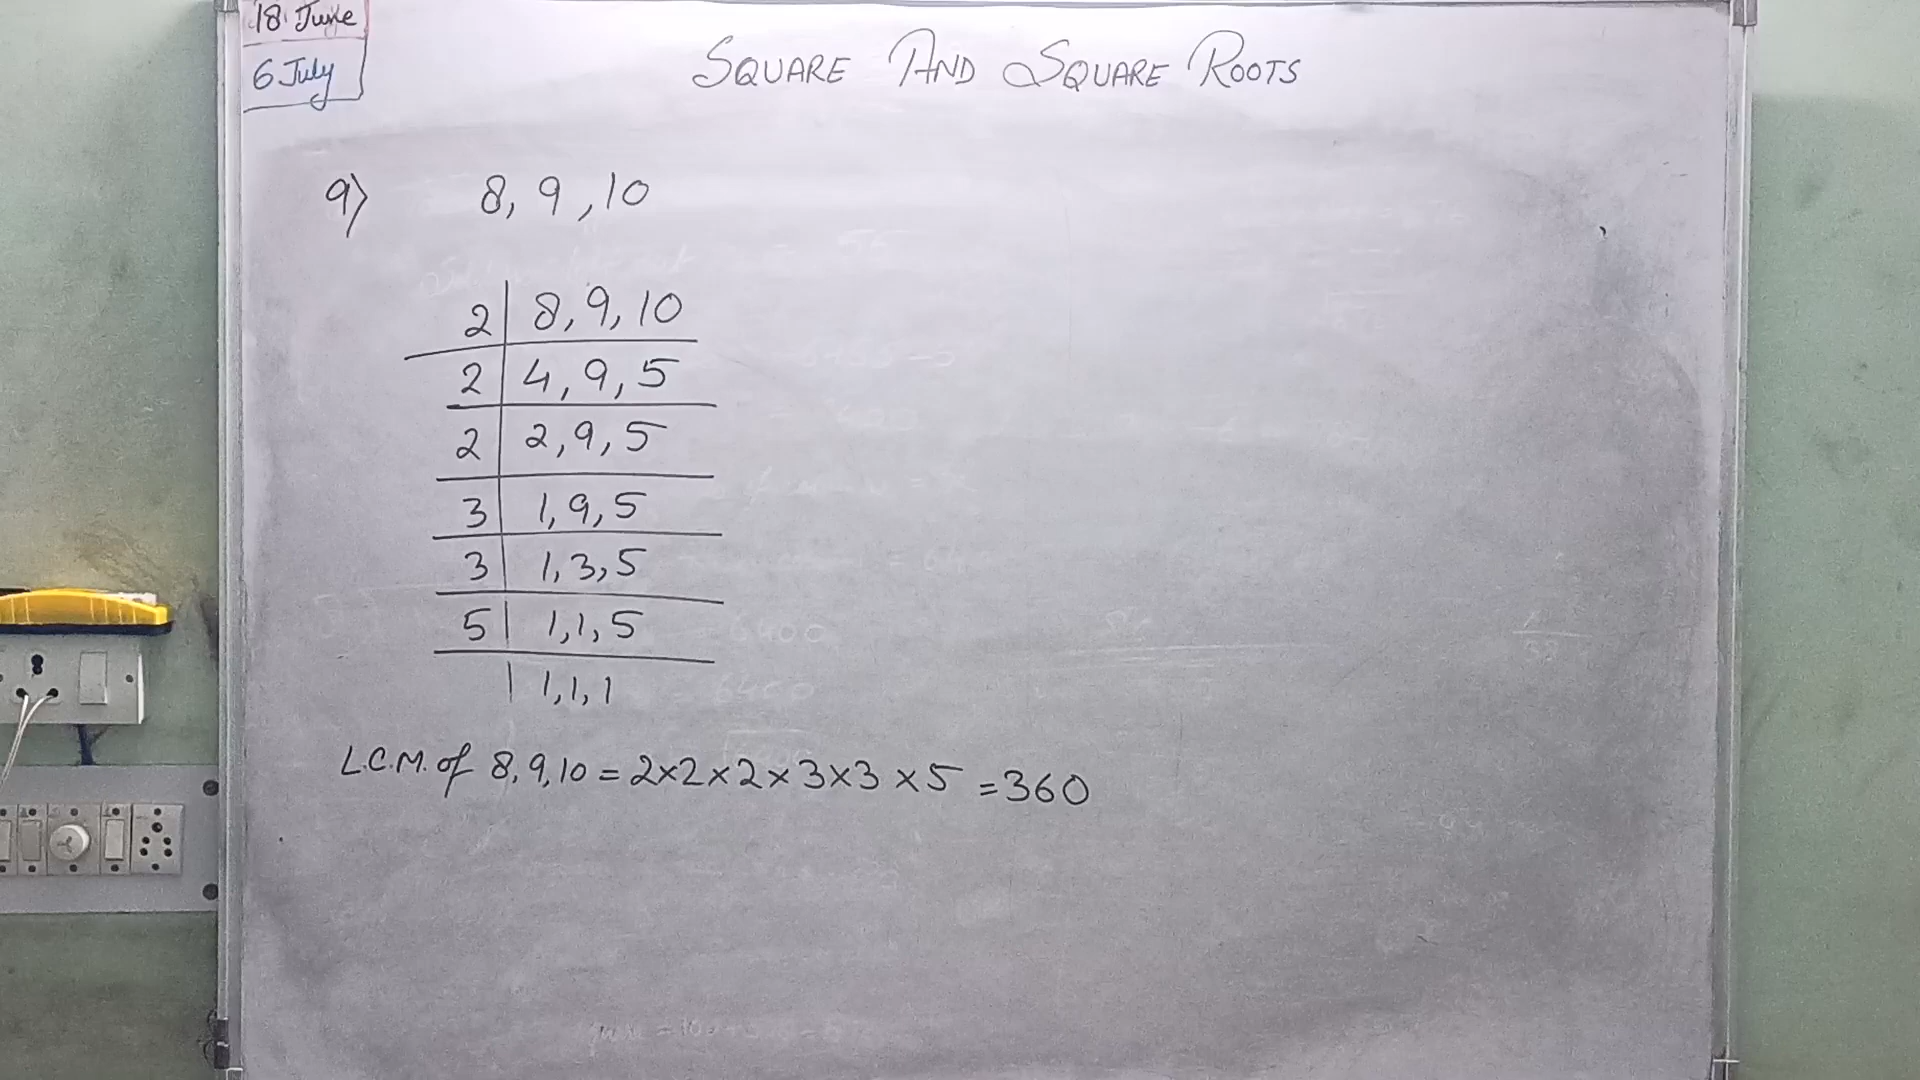 18 June
6 July
SQUARE AND SQUARE ROOTS
9) 8, 9, 10
2 | 8, 9, 10
2 | 4, 9, 5
2 | 2, 9, 5
3 | 1, 9, 5
3 | 1, 3, 5
5 | 1, 1, 5
| 1, 1, 1
L.C.M. of 8, 9, 10 = 2×2×2×3×3×5 = 360